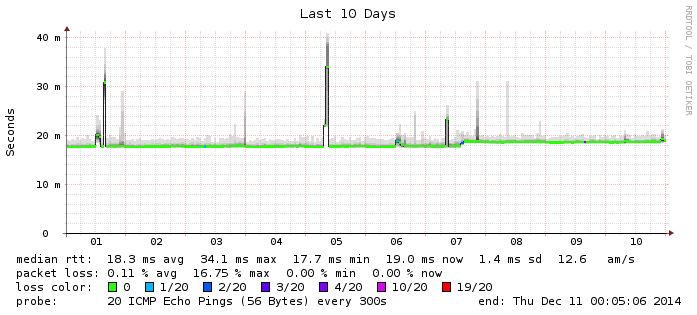 Last 10 Days
RRDTOOL / TOBI OETIKER
Seconds
40 m
30 m
20 m
10 m
0
01 02 03 04 05 06 07 08 09 10
median rtt: 18.3 ms avg 34.1 ms max 17.7 ms min 19.0 ms now 1.4 ms sd 12.6 am/s
packet loss: 0.11 % avg 16.75 % max 0.00 % min 0.00 % now
loss color: 0 1/20 2/20 3/20 4/20 10/20 19/20
probe: 20 ICMP Echo Pings (56 Bytes) every 300s end: Thu Dec 11 00:05:06 2014